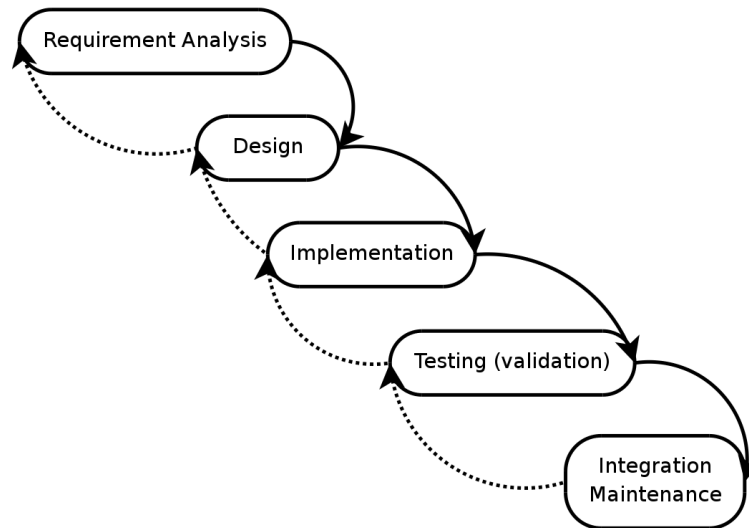 Requirement Analysis
Design
Implementation
Testing (validation)
Integration
Maintenance